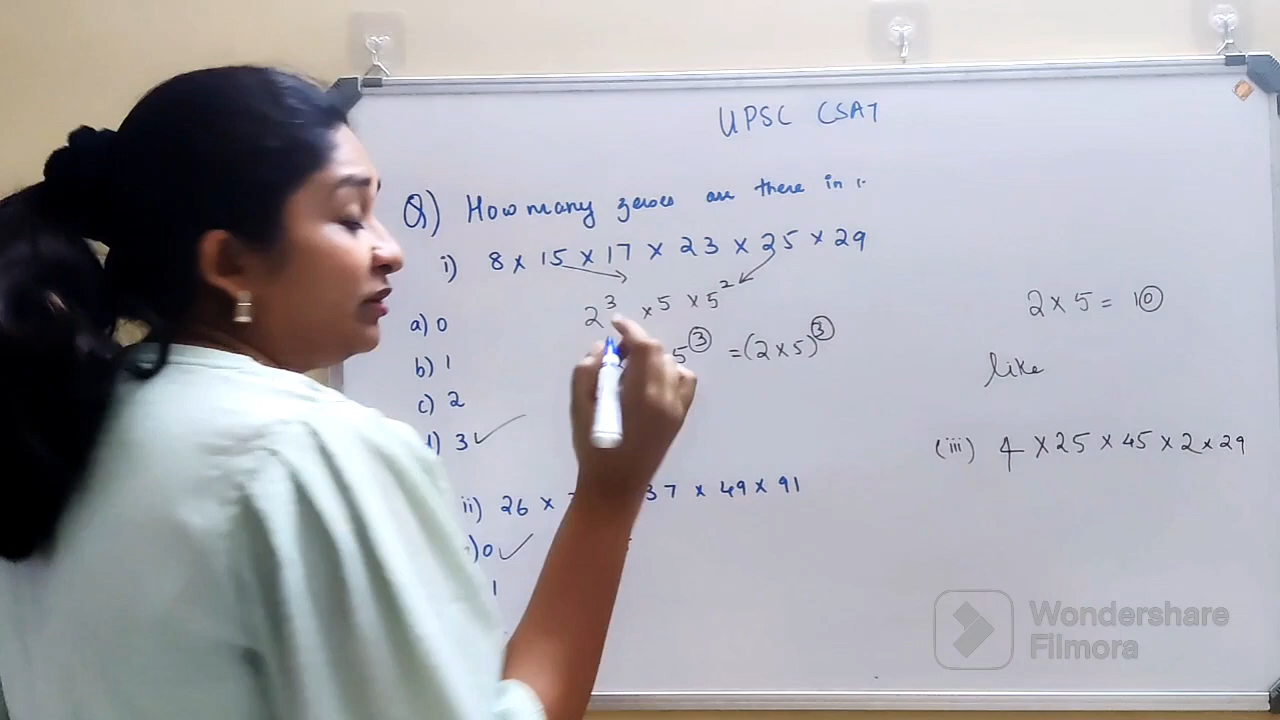 UPSC CSAT
Q) How many zeroes are there in :-
i) 8 × 15 × 17 × 23 × 25 × 29
2³ × 5 × 5²
5³ = (2 × 5)³
a) 0
b) 1
c) 2
) 3 ✓
ii) 26 × 37 × 49 × 91
) 0 ✓
1
2 × 5 = 10
like
(iii) 4 × 25 × 45 × 2 × 29
Wondershare
Filmora